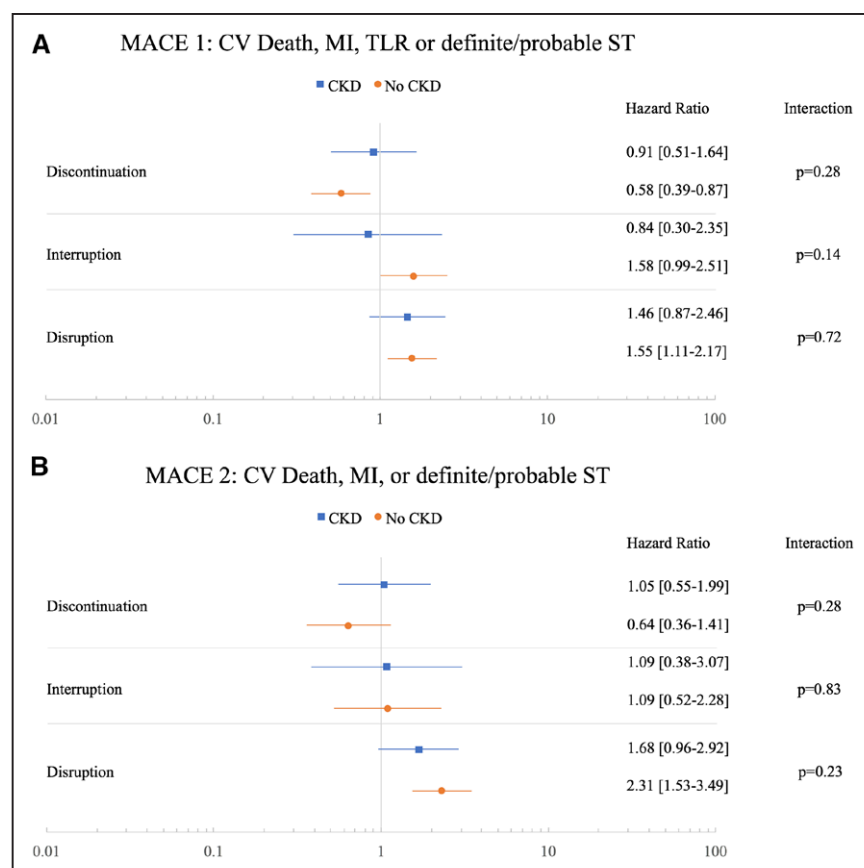 A
MACE 1: CV Death, MI, TLR or definite/probable ST
CKD No CKD
Hazard Ratio Interaction
Discontinuation
0.91 [0.51-1.64]
0.58 [0.39-0.87]
p=0.28
Interruption
0.84 [0.30-2.35]
1.58 [0.99-2.51]
p=0.14
Disruption
1.46 [0.87-2.46]
1.55 [1.11-2.17]
p=0.72
0.01 0.1 1 10 100
B
MACE 2: CV Death, MI, or definite/probable ST
CKD No CKD
Hazard Ratio Interaction
Discontinuation
1.05 [0.55-1.99]
0.64 [0.36-1.41]
p=0.28
Interruption
1.09 [0.38-3.07]
1.09 [0.52-2.28]
p=0.83
Disruption
1.68 [0.96-2.92]
2.31 [1.53-3.49]
p=0.23
0.01 0.1 1 10 100